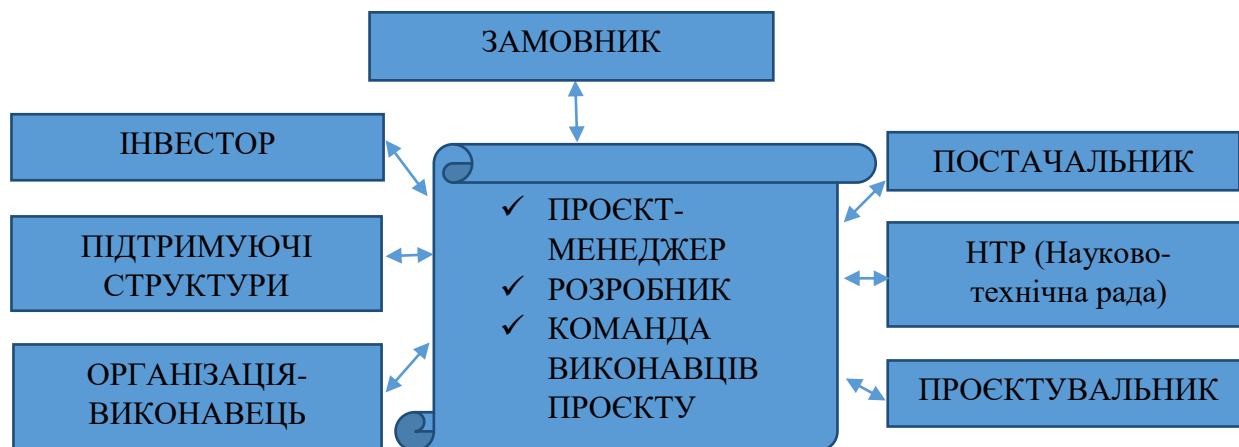 ЗАМОВНИК
ІНВЕСТОР
ПІДТРИМУЮЧІ
СТРУКТУРИ
ОРГАНІЗАЦІЯ-
ВИКОНАВЕЦЬ
✓ ПРОЄКТ-
МЕНЕДЖЕР
✓ РОЗРОБНИК
✓ КОМАНДА
ВИКОНАВЦІВ
ПРОЄКТУ
ПОСТАЧАЛЬНИК
НТР (Науково-
технічна рада)
ПРОЄКТУВАЛЬНИК